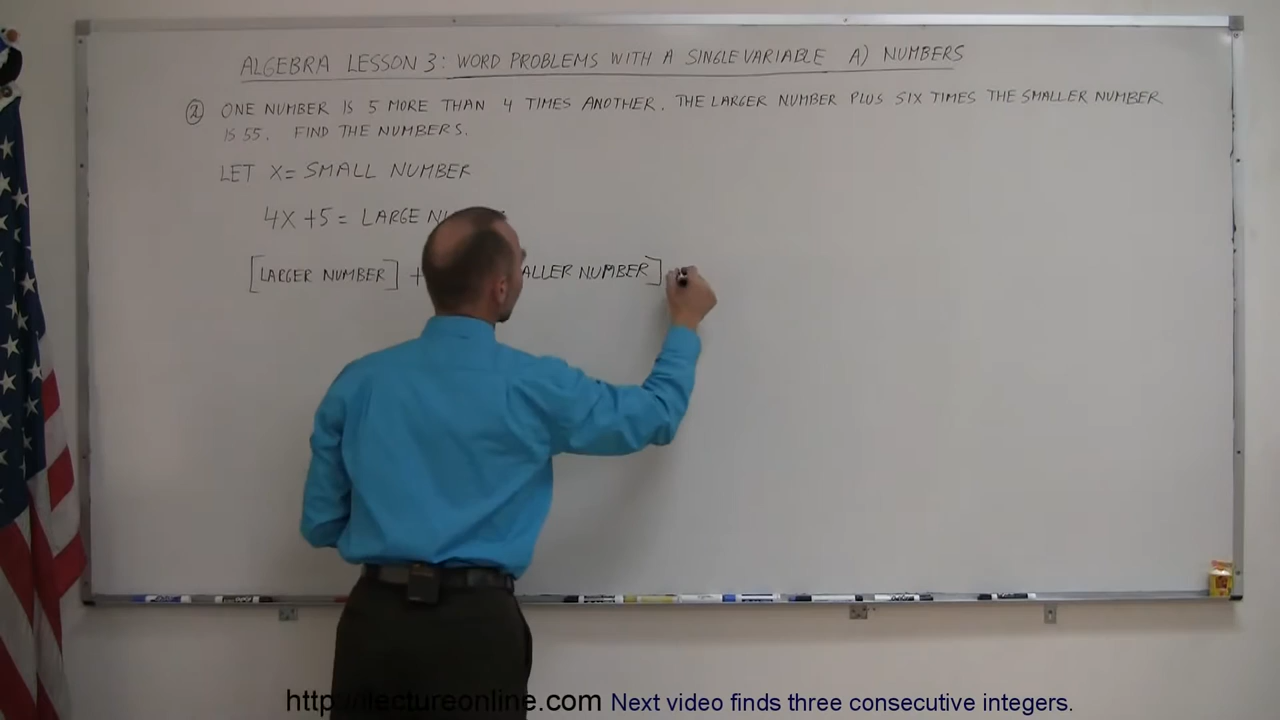 ALGEBRA LESSON 3: WORD PROBLEMS WITH A SINGLE VARIABLE A) NUMBERS
② ONE NUMBER IS 5 MORE THAN 4 TIMES ANOTHER. THE LARGER NUMBER PLUS SIX TIMES THE SMALLER NUMBER
IS 55. FIND THE NUMBERS.
LET X = SMALL NUMBER
4X + 5 = LARGE
[LARGER NUMBER] + NUMBER]
http://lectureonline.com Next video finds three consecutive integers.